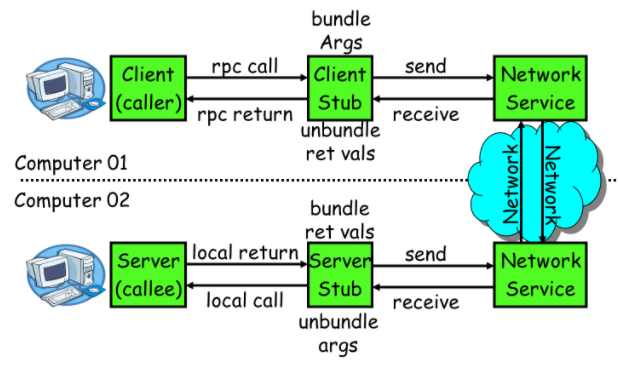 bundle
Args
Client
(caller)
rpc call
rpc return
Client
Stub
send
receive
Network
Service
unbundle
ret vals
Computer 01
Network
Network
Computer 02
bundle
ret vals
Server
(callee)
local return
local call
Server
Stub
send
receive
Network
Service
unbundle
args